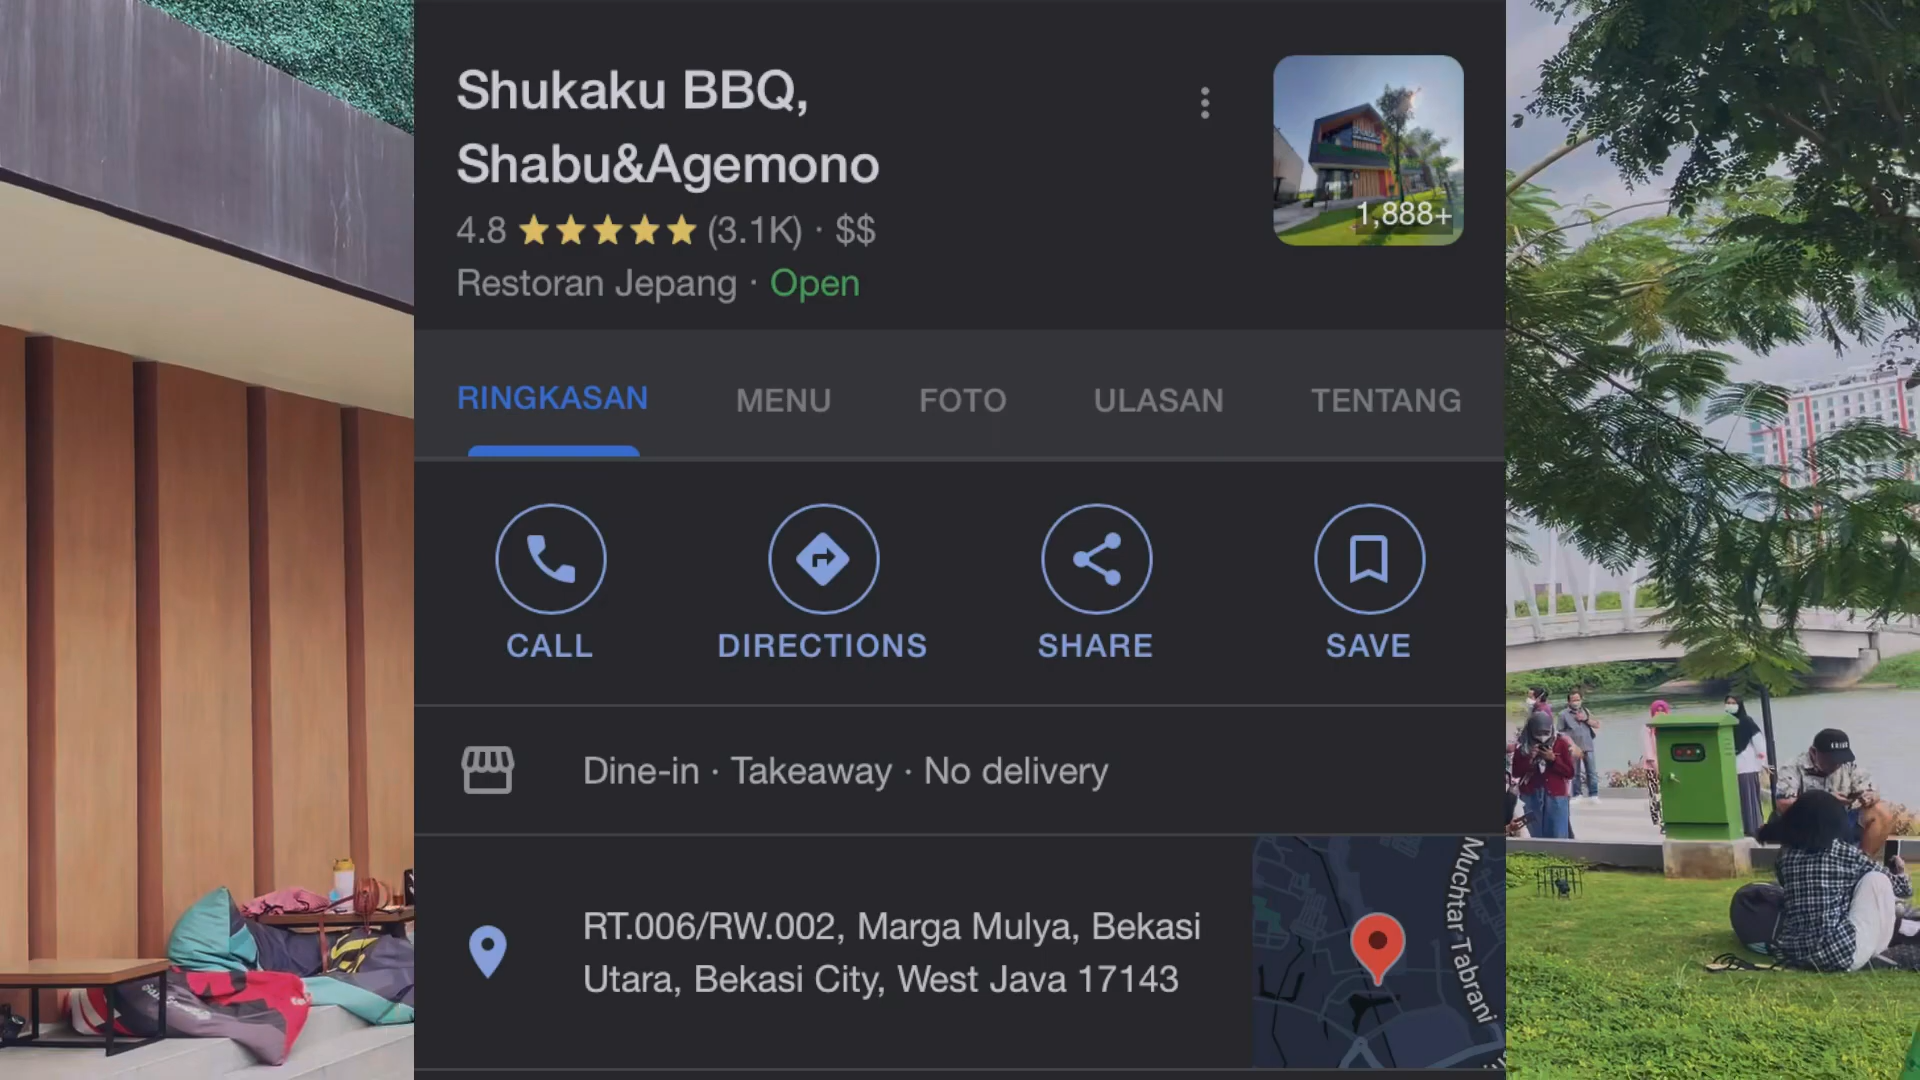 Shukaku BBQ,
Shabu&Agemono
4.8 ★★★★★ (3.1K) · $$
Restoran Jepang · Open
1,888+
RINGKASAN MENU FOTO ULASAN TENTANG
CALL DIRECTIONS SHARE SAVE
Dine-in · Takeaway · No delivery
RT.006/RW.002, Marga Mulya, Bekasi
Utara, Bekasi City, West Java 17143
Muchtar Tabrani